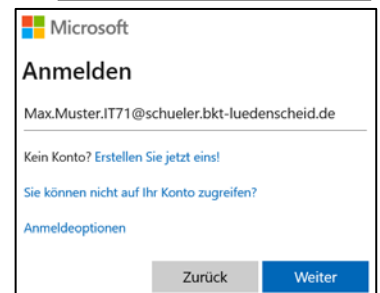 Microsoft
Anmelden
Max.Muster.IT71@schueler.bkt-luedenscheid.de
Kein Konto? Erstellen Sie jetzt eins!
Sie können nicht auf Ihr Konto zugreifen?
Anmeldeoptionen
Zurück Weiter